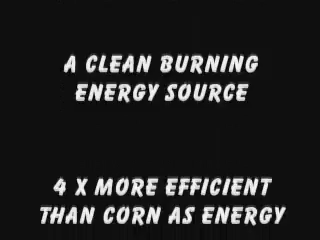 A CLEAN BURNING
ENERGY SOURCE
4 X MORE EFFICIENT
THAN CORN AS ENERGY